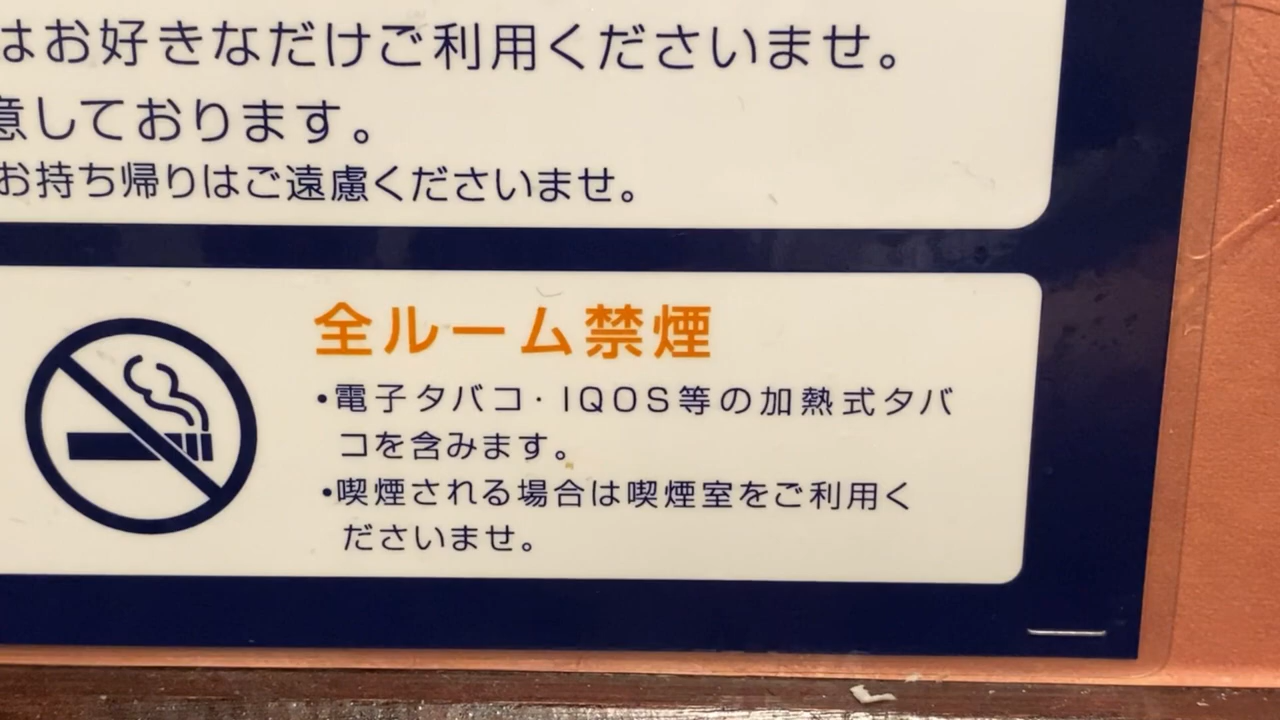 はお好きなだけご利用くださいませ。
意しております。
お持ち帰りはご遠慮くださいませ。
全ルーム禁煙
•電子タバコ·IQOS等の加熱式タバ
コを含みます。
•喫煙される場合は喫煙室をご利用く
ださいませ。